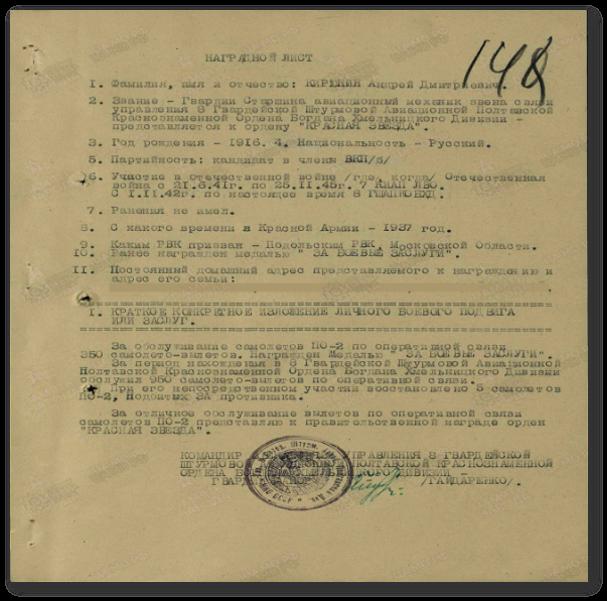 148
НАГРАДНОЙ ЛИСТ
1. Фамилия, имя и отчество: КИРЮХИН Андрей Дмитриевич.
2. Звание - Гвардии Старшина авиационный механик звена связи
управления 8 Гвардейской Штурмовой Авиационной Полтавской
Краснознаменной Ордена Богдана Хмельницкого Дивизии -
представляется к ордену "КРАСНАЯ ЗВЕЗДА".
3. Год рождения - 1916. 4. Национальность - Русский.
5. Партийность: кандидат в члены ВКП/б/
6. Участие в отечественной войне /где, когда/ Отечественная
война с 21.6.41г. по 25.11.42г. 7 КИАП ЛВО.
С 1.11.42г. по настоящее время 8 ГШАПКОБХД.
7. Ранения не имел.
8. С какого времени в Красной Армии - 1937 год.
9. Каким РВК призван - Подольским РВК, Московской Области.
10. Ранее награжден медалью " ЗА БОЕВЫЕ ЗАСЛУГИ".
11. Постоянный домашний адрес представляемого к награждению и
адрес его семьи:
1. КРАТКОЕ КОНКРЕТНОЕ ИЗЛОЖЕНИЕ ЛИЧНОГО БОЕВОГО ПОДВИГА
ИЛИ ЗАСЛУГ.
За обслуживание самолетов ПО-2 по оперативной связи
350 самолето-вылетов. Награжден Медалью " ЗА БОЕВЫЕ ЗАСЛУГИ".
За период нахождения в 8 Гвардейской Штурмовой Авиационной
Полтавской Краснознаменной Ордена Богдана Хмельницкого Дивизии
обслужил 950 самолето-вылетов по оперативной связи.
При его непосредственном участии восстановлено 5 самолетов
ПО-2, подбитых ЗА противника.
За отличное обслуживание вылетов по оперативной связи
самолетов ПО-2 представляю к правительственной награде орден
"КРАСНАЯ ЗВЕЗДА".
КОМАНДИР УПРАВЛЕНИЯ 8 ГВАРДЕЙСКОЙ
ШТУРМОВОЙ ПОЛТАВСКОЙ КРАСНОЗНАМЕННОЙ
ОРДЕНА ДИВИЗИИ -
ГВАРДИИ /ГАЙДАРЕНКО/.